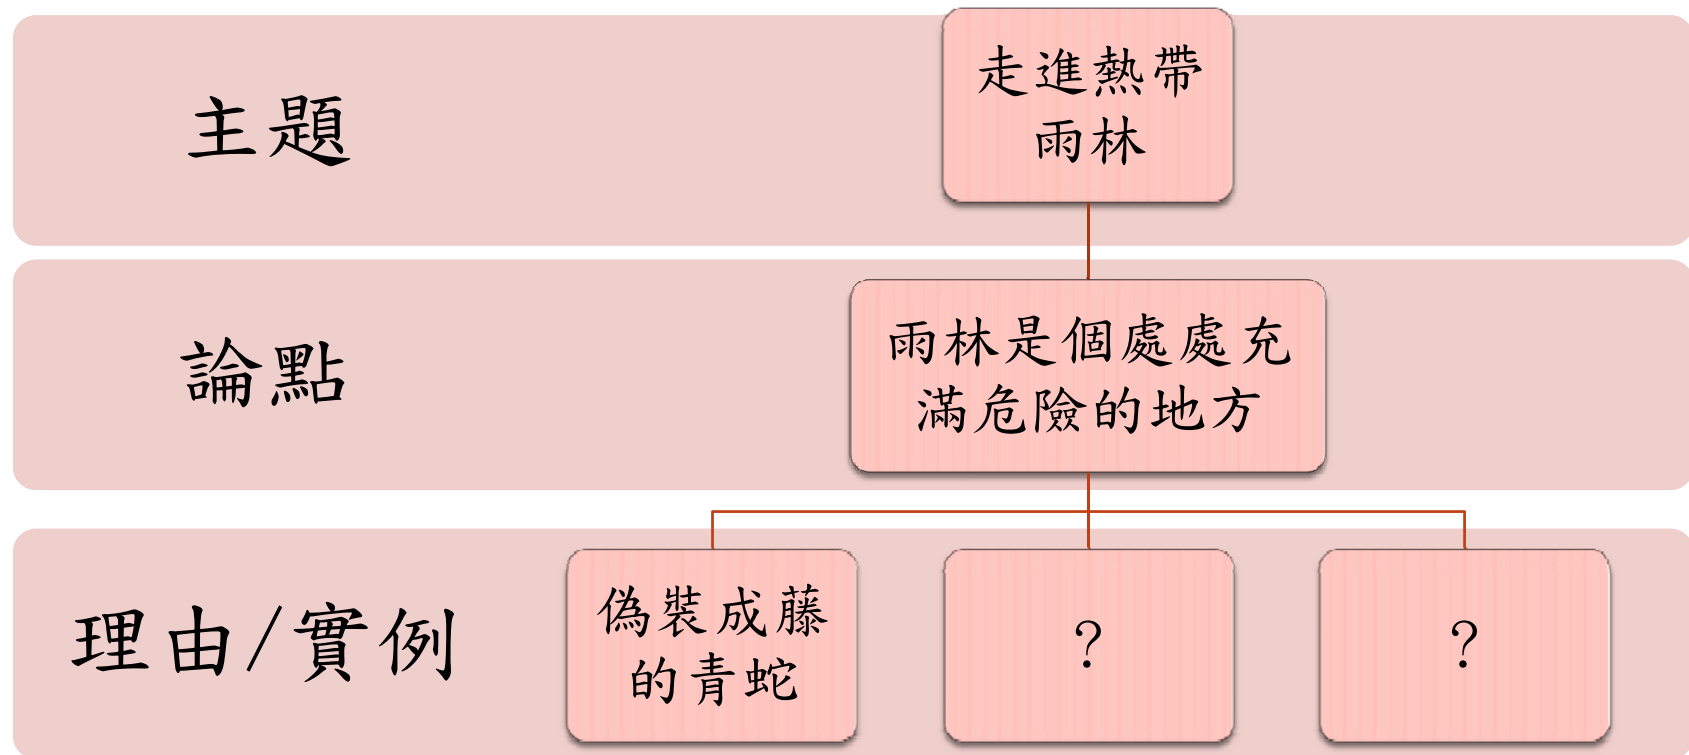 主題
走進熱帶
雨林
論點
雨林是個處處充
滿危險的地方
理由/實例
偽裝成藤
的青蛇
?
?